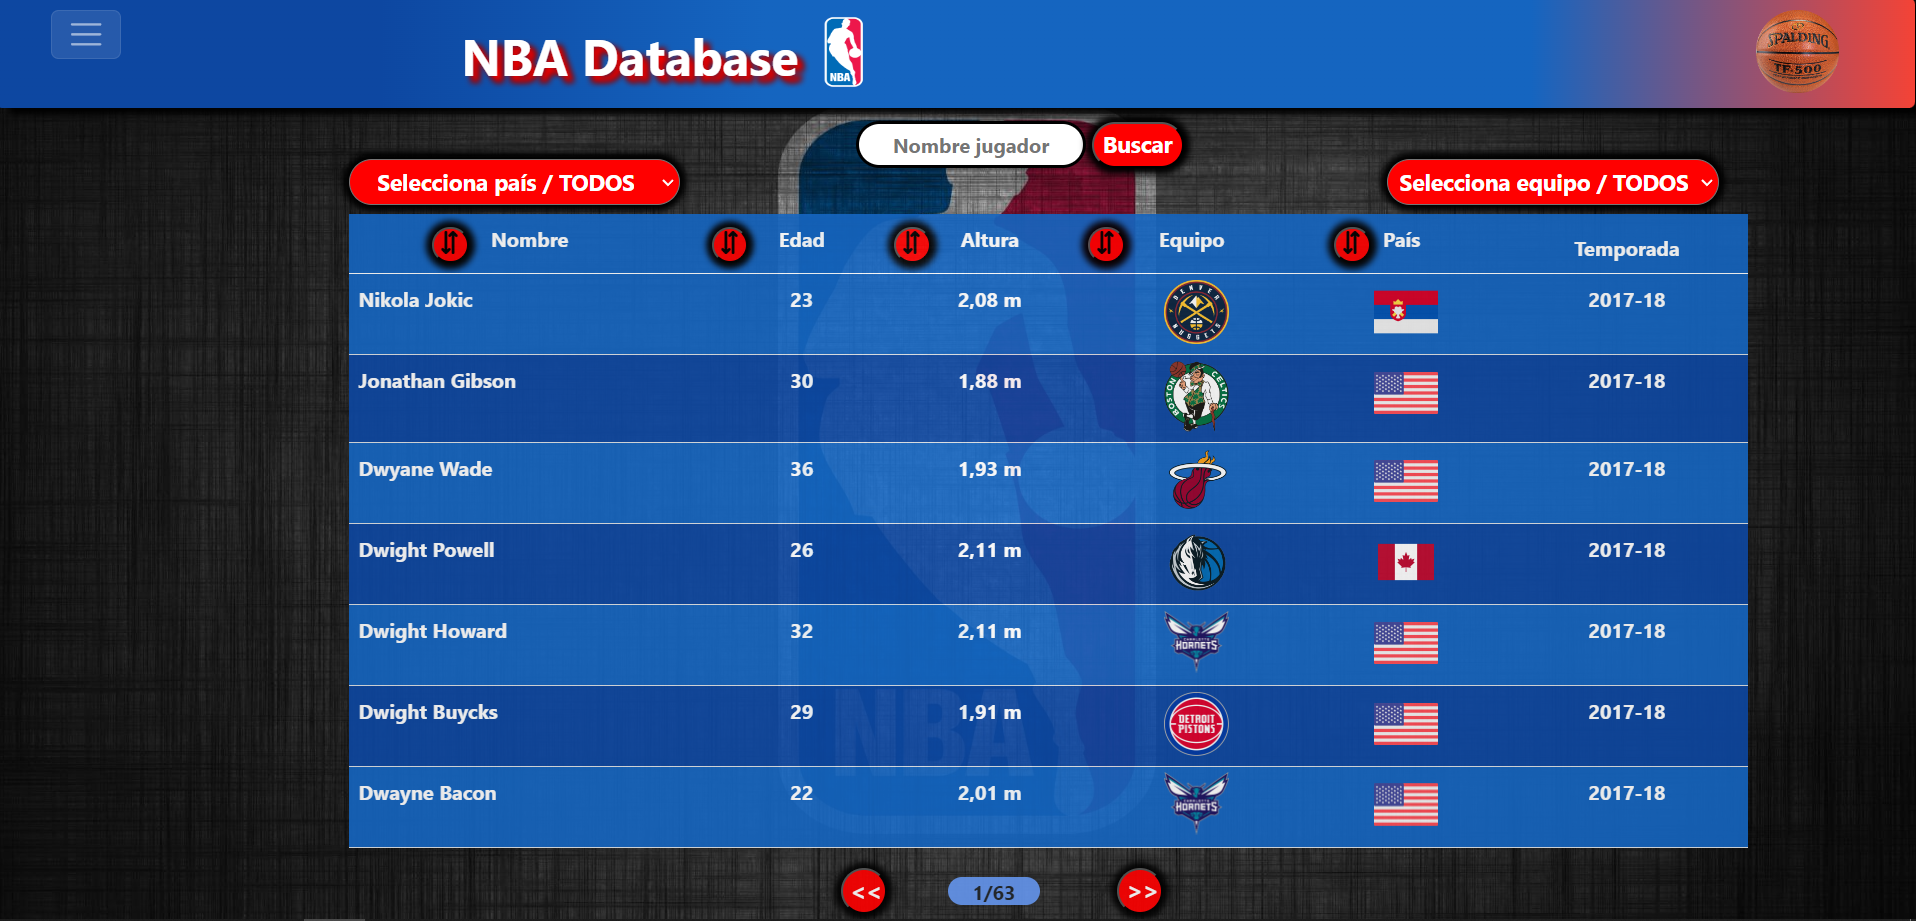 NBA Database
NBA
SPALDING
TF-500
Nombre jugador
Buscar
Selecciona país / TODOS
Selecciona equipo / TODOS
Nombre Edad Altura Equipo País Temporada
Nikola Jokic 23 2,08 m DENVER NUGGETS 2017-18
Jonathan Gibson 30 1,88 m BOSTON CELTICS 2017-18
Dwyane Wade 36 1,93 m 2017-18
Dwight Powell 26 2,11 m 2017-18
Dwight Howard 32 2,11 m CHARLOTTE HORNETS 2017-18
Dwight Buycks 29 1,91 m DETROIT PISTONS 2017-18
NBA
Dwayne Bacon 22 2,01 m CHARLOTTE HORNETS 2017-18
<< 1/63 >>